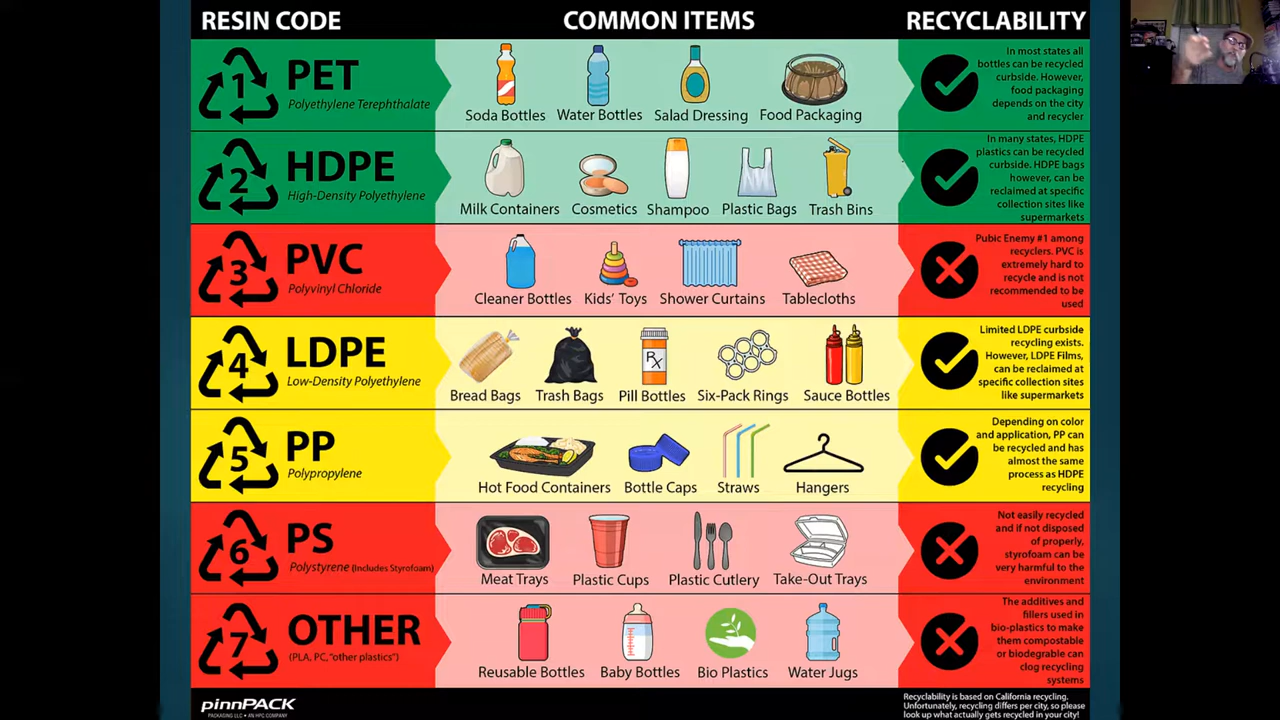 RESIN CODE
COMMON ITEMS
RECYCLABILITY
1
PET
Polyethylene Terephthalate
Soda Bottles
Water Bottles
Salad Dressing
Food Packaging
In most states all
bottles can be recycled
curbside. However,
food packaging
depends on the city
and recycler
2
HDPE
High-Density Polyethylene
Milk Containers
Cosmetics
Shampoo
Plastic Bags
Trash Bins
In many states, HDPE
plastics can be recycled
curbside. HDPE bags
however, can be
reclaimed at specific
collection sites like
supermarkets
3
PVC
Polyvinyl Chloride
Cleaner Bottles
Kids' Toys
Shower Curtains
Tablecloths
Pubic Enemy #1 among
recyclers. PVC is
extremely hard to
recycle and is not
recommended to be
used
4
LDPE
Low-Density Polyethylene
Bread Bags
Trash Bags
Rx
Pill Bottles
Six-Pack Rings
Sauce Bottles
Limited LDPE curbside
recycling exists.
However, LDPE Films,
can be reclaimed at
specific collection sites
like supermarkets
5
PP
Polypropylene
Hot Food Containers
Bottle Caps
Straws
Hangers
Depending on color
and application, PP can
be recycled and has
almost the same
process as HDPE
recycling
6
PS
Polystyrene (Includes Styrofoam)
Meat Trays
Plastic Cups
Plastic Cutlery
Take-Out Trays
Not easily recycled
and if not disposed
of properly,
styrofoam can be
very harmful to the
environment
7
OTHER
(PLA, PC, "other plastics")
Reusable Bottles
Baby Bottles
Bio Plastics
Water Jugs
The additives and
fillers used in
bio-plastics to make
them compostable
or biodegrable can
clog recycling
systems
pinnPACK
PACKAGING LLC • AN HPC COMPANY
Recyclability is based on California recycling.
Unfortunately, recycling differs per city, so please
look up what actually gets recycled in your city!